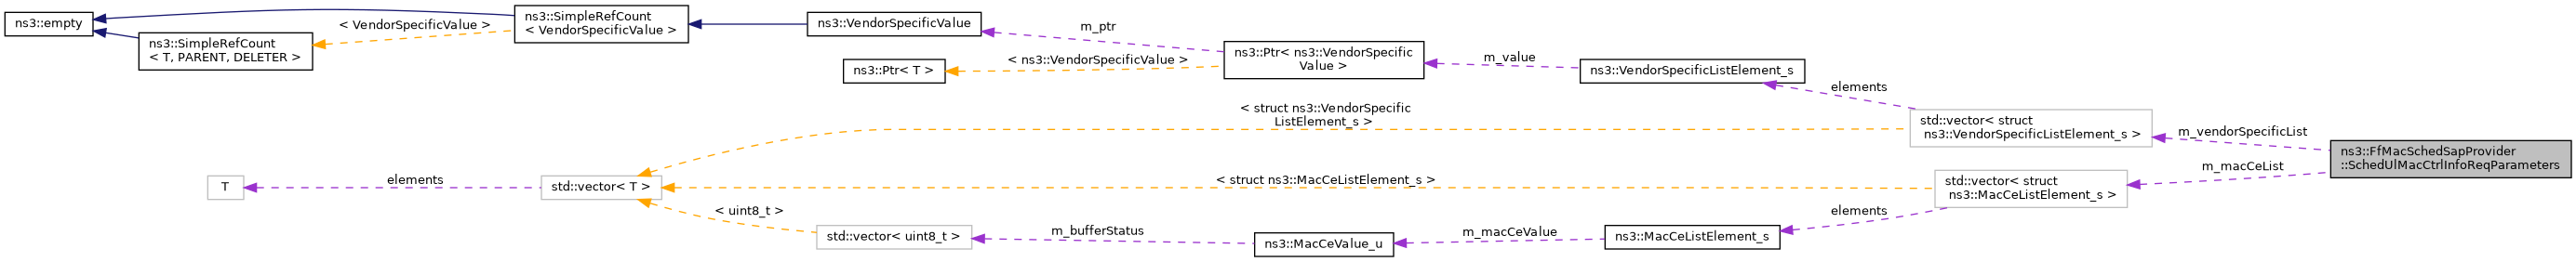 ns3::empty
< VendorSpecificValue >
ns3::SimpleRefCount
< VendorSpecificValue >
ns3::SimpleRefCount
< T, PARENT, DELETER >
ns3::VendorSpecificValue
m_ptr
ns3::Ptr< T >
< ns3::VendorSpecificValue >
ns3::Ptr< ns3::VendorSpecific
Value >
m_value
ns3::VendorSpecificListElement_s
elements
< struct ns3::VendorSpecific
ListElement_s >
std::vector< struct
ns3::VendorSpecificListElement_s >
m_vendorSpecificList
ns3::FfMacSchedSapProvider
::SchedUlMacCtrlInfoReqParameters
m_macCeList
T
elements
std::vector< T >
< struct ns3::MacCeListElement_s >
std::vector< struct
ns3::MacCeListElement_s >
< uint8_t >
std::vector< uint8_t >
m_bufferStatus
ns3::MacCeValue_u
m_macCeValue
ns3::MacCeListElement_s
elements